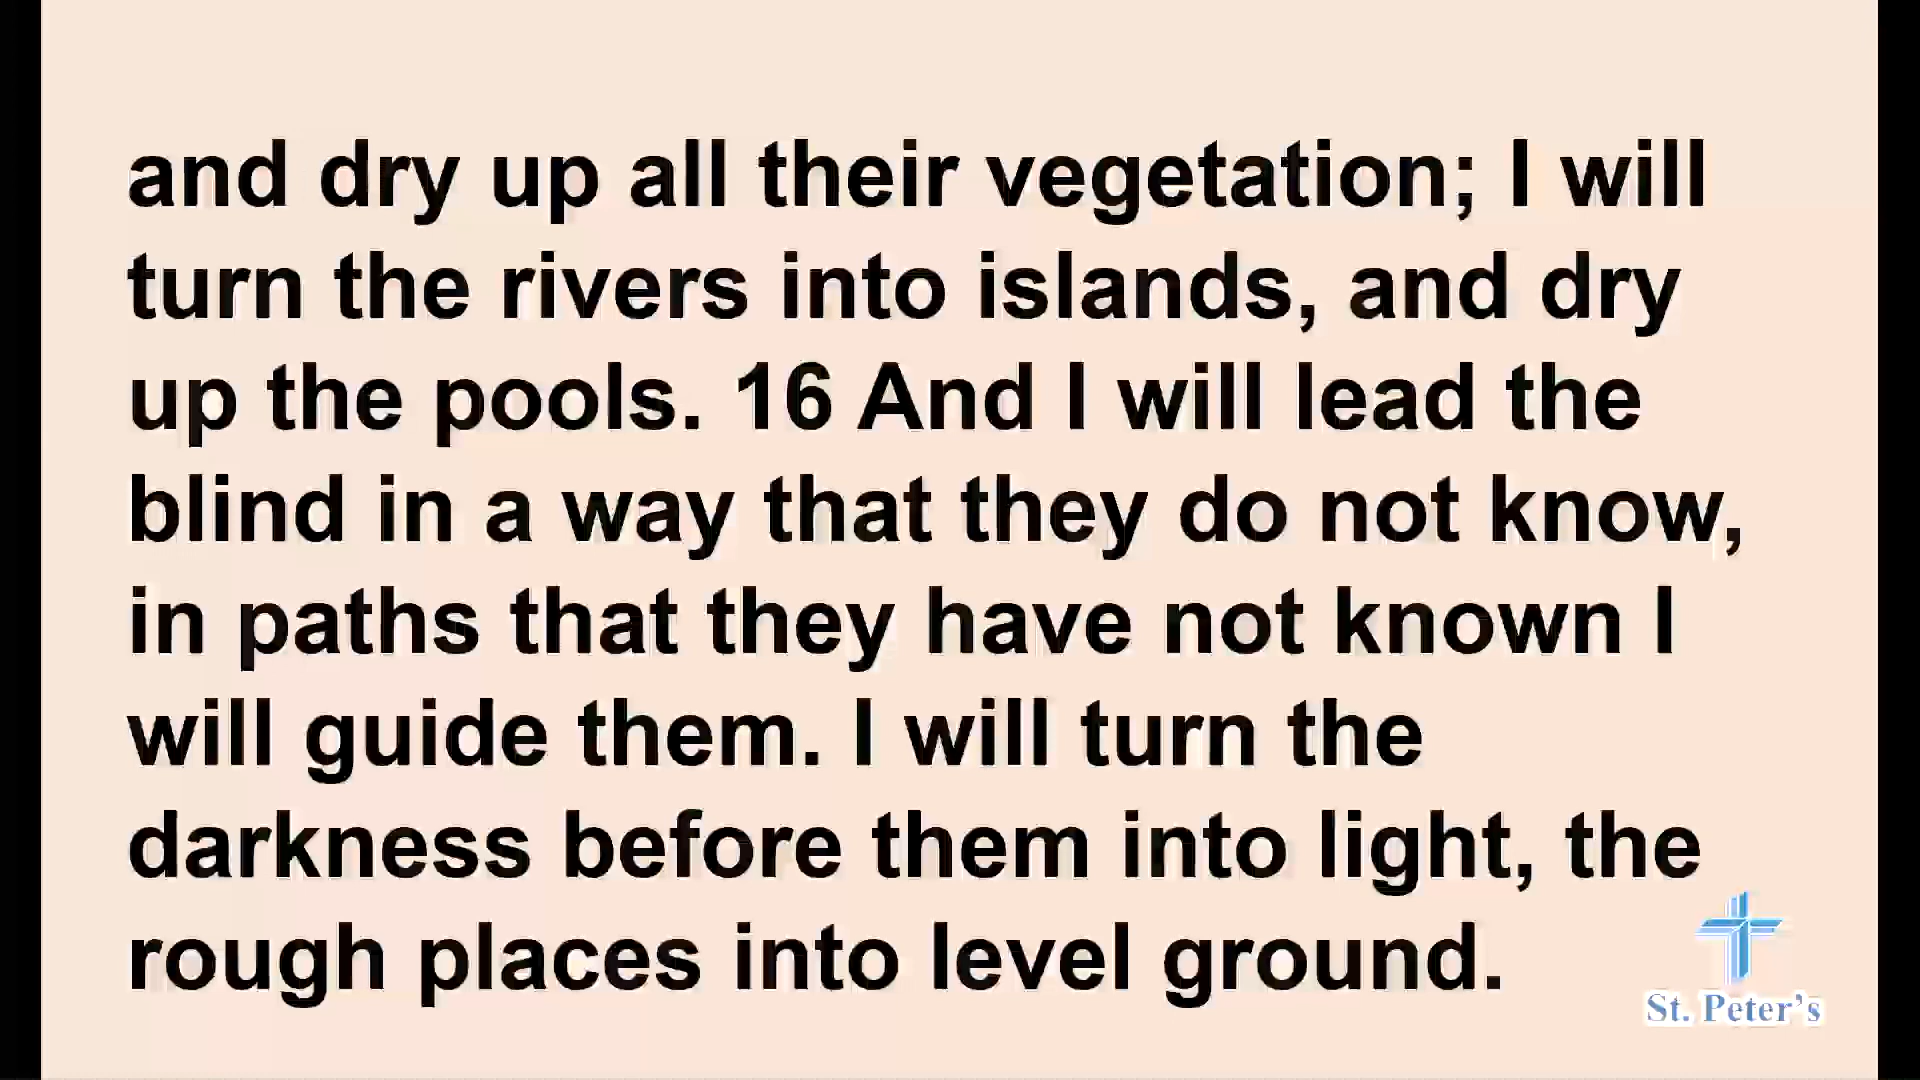 and dry up all their vegetation; I will
turn the rivers into islands, and dry
up the pools. 16 And I will lead the
blind in a way that they do not know,
in paths that they have not known I
will guide them. I will turn the
darkness before them into light, the
rough places into level ground.
St. Peter's